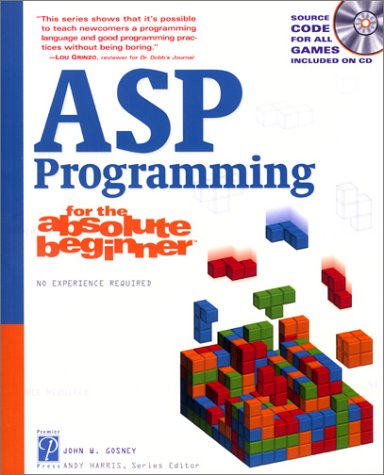 "This series shows that it's possible
to teach newcomers a programming
language and good programming prac-
tices without being boring."
—LOU GRINZO, reviewer for Dr. Dobb's Journal
SOURCE
CODE
FOR ALL
GAMES
INCLUDED ON CD
ASP
Programming
for the
absolute
beginner™
NO EXPERIENCE REQUIRED
Premier
Press
JOHN W. GOSNEY
ANDY HARRIS, Series Editor